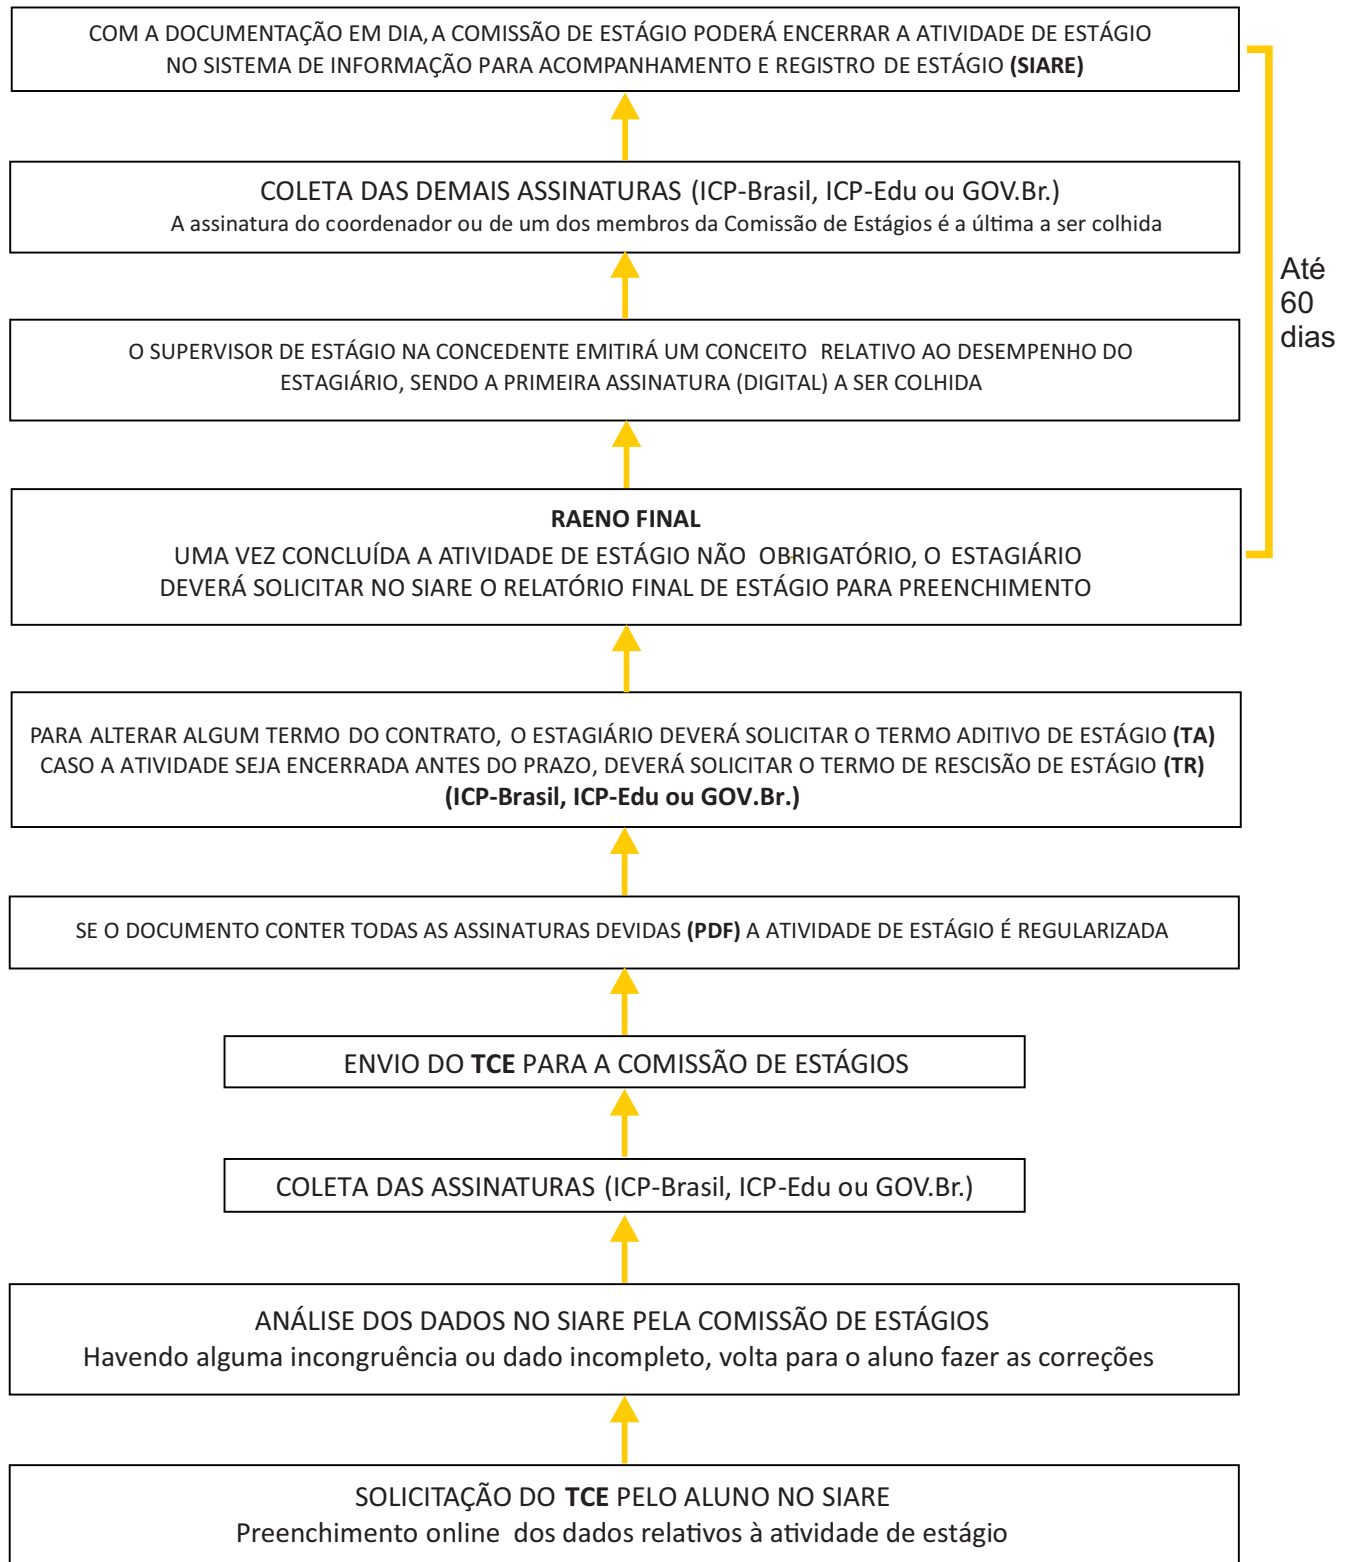 COM A DOCUMENTAÇÃO EM DIA, A COMISSÃO DE ESTÁGIO PODERÁ ENCERRAR A ATIVIDADE DE ESTÁGIO
NO SISTEMA DE INFORMAÇÃO PARA ACOMPANHAMENTO E REGISTRO DE ESTÁGIO (SIARE)
COLETA DAS DEMAIS ASSINATURAS (ICP-Brasil, ICP-Edu ou GOV.Br.)
A assinatura do coordenador ou de um dos membros da Comissão de Estágios é a última a ser colhida
Até
60
dias
O SUPERVISOR DE ESTÁGIO NA CONCEDENTE EMITIRÁ UM CONCEITO RELATIVO AO DESEMPENHO DO
ESTAGIÁRIO, SENDO A PRIMEIRA ASSINATURA (DIGITAL) A SER COLHIDA
RAENO FINAL
UMA VEZ CONCLUÍDA A ATIVIDADE DE ESTÁGIO NÃO OBRIGATÓRIO, O ESTAGIÁRIO
DEVERÁ SOLICITAR NO SIARE O RELATÓRIO FINAL DE ESTÁGIO PARA PREENCHIMENTO
PARA ALTERAR ALGUM TERMO DO CONTRATO, O ESTAGIÁRIO DEVERÁ SOLICITAR O TERMO ADITIVO DE ESTÁGIO (TA)
CASO A ATIVIDADE SEJA ENCERRADA ANTES DO PRAZO, DEVERÁ SOLICITAR O TERMO DE RESCISÃO DE ESTÁGIO (TR)
(ICP-Brasil, ICP-Edu ou GOV.Br.)
SE O DOCUMENTO CONTER TODAS AS ASSINATURAS DEVIDAS (PDF) A ATIVIDADE DE ESTÁGIO É REGULARIZADA
ENVIO DO TCE PARA A COMISSÃO DE ESTÁGIOS
COLETA DAS ASSINATURAS (ICP-Brasil, ICP-Edu ou GOV.Br.)
ANÁLISE DOS DADOS NO SIARE PELA COMISSÃO DE ESTÁGIOS
Havendo alguma incongruência ou dado incompleto, volta para o aluno fazer as correções
SOLICITAÇÃO DO TCE PELO ALUNO NO SIARE
Preenchimento online dos dados relativos à atividade de estágio